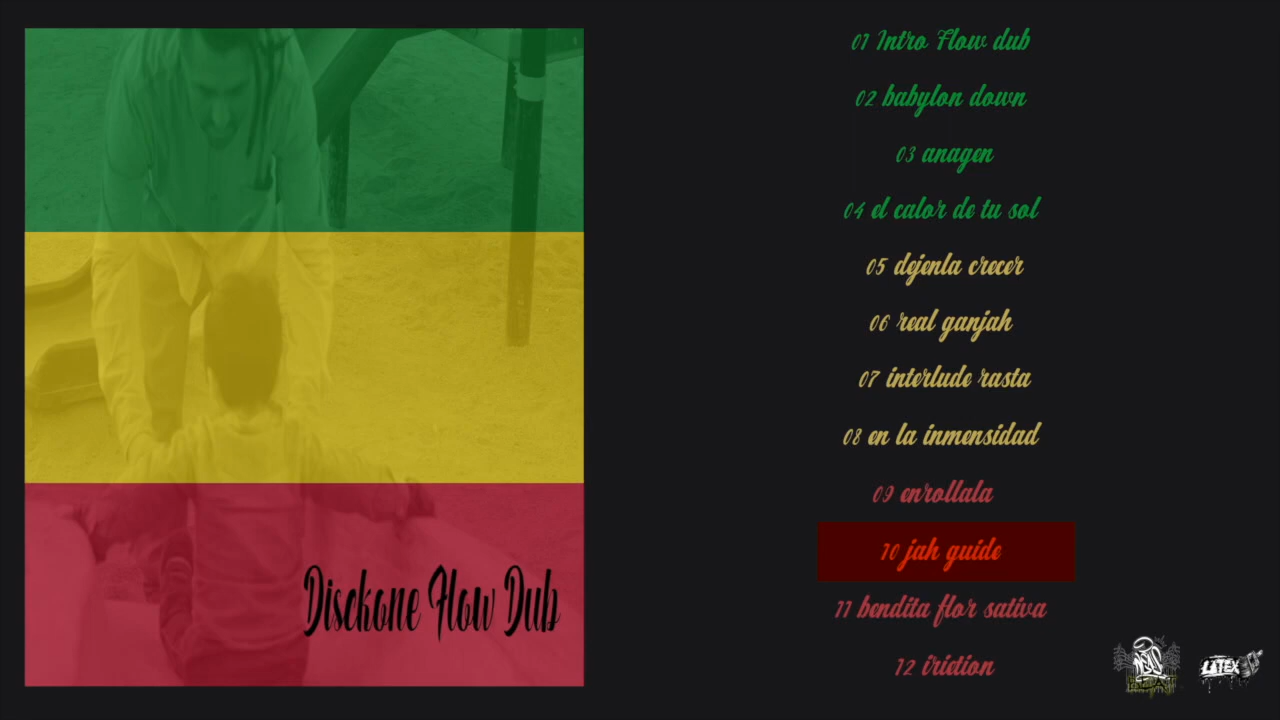 01 Intro Flow dub
02 babylon down
03 anagen
04 el calor de tu sol
05 dejenla crecer
06 real ganjah
07 interlude rasta
08 en la inmensidad
09 enrollala
10 jah guide
11 bendita flor sativa
12 iriction
Disckone Flow Dub
LATEX